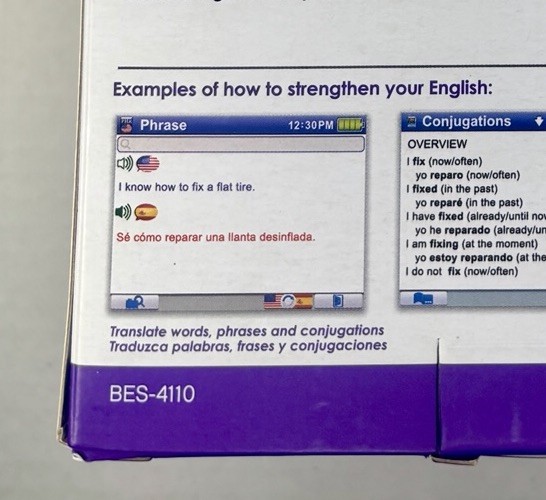 Examples of how to strengthen your English:
Phrase 12:30PM
I know how to fix a flat tire.
Sé cómo reparar una llanta desinflada.
Conjugations
OVERVIEW
I fix (now/often)
yo reparo (now/often)
I fixed (in the past)
yo reparé (in the past)
I have fixed (already/until now
yo he reparado (already/un
I am fixing (at the moment)
yo estoy reparando (at the
I do not fix (now/often)
Translate words, phrases and conjugations
Traduzca palabras, frases y conjugaciones
BES-4110